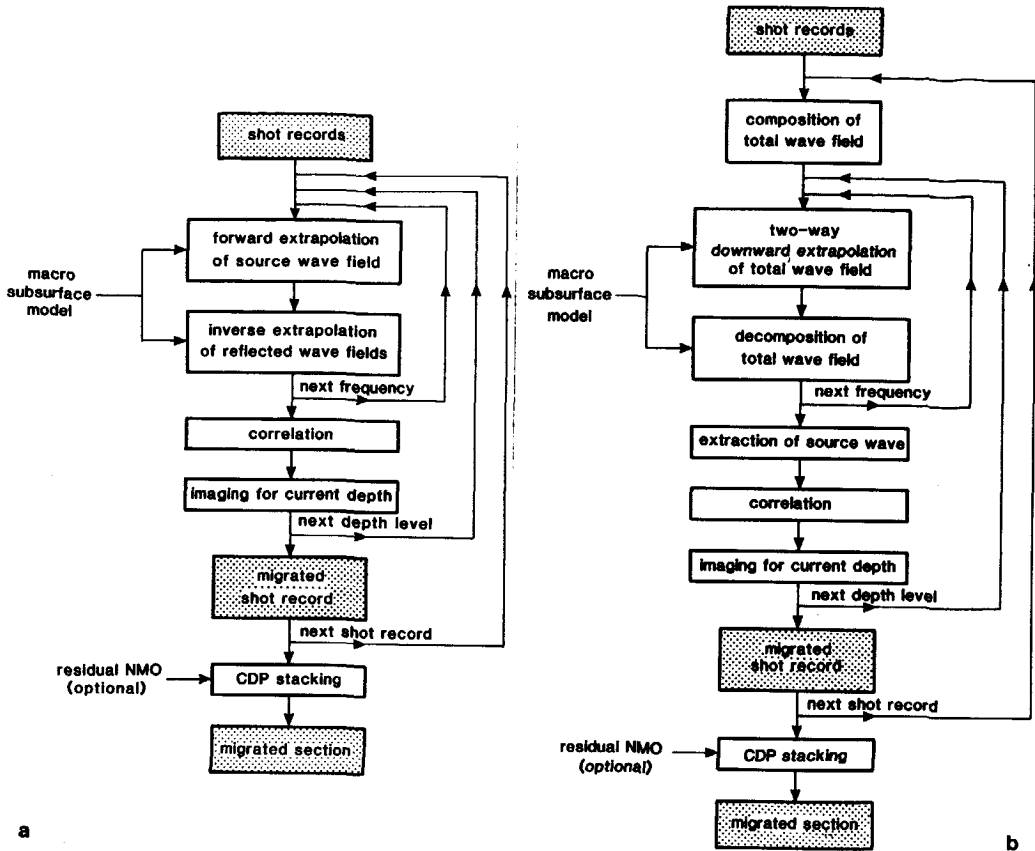 shot records
forward extrapolation
of source wave field
macro
subsurface
model
inverse extrapolation
of reflected wave fields
next frequency
correlation
imaging for current depth
next depth level
migrated
shot record
next shot record
residual NMO
(optional)
CDP stacking
migrated section
a
shot records
composition of
total wave field
two-way
downward extrapolation
of total wave field
macro
subsurface
model
decomposition of
total wave field
next frequency
extraction of source wave
correlation
imaging for current depth
next depth level
migrated
shot record
next shot record
residual NMO
(optional)
CDP stacking
migrated section
b